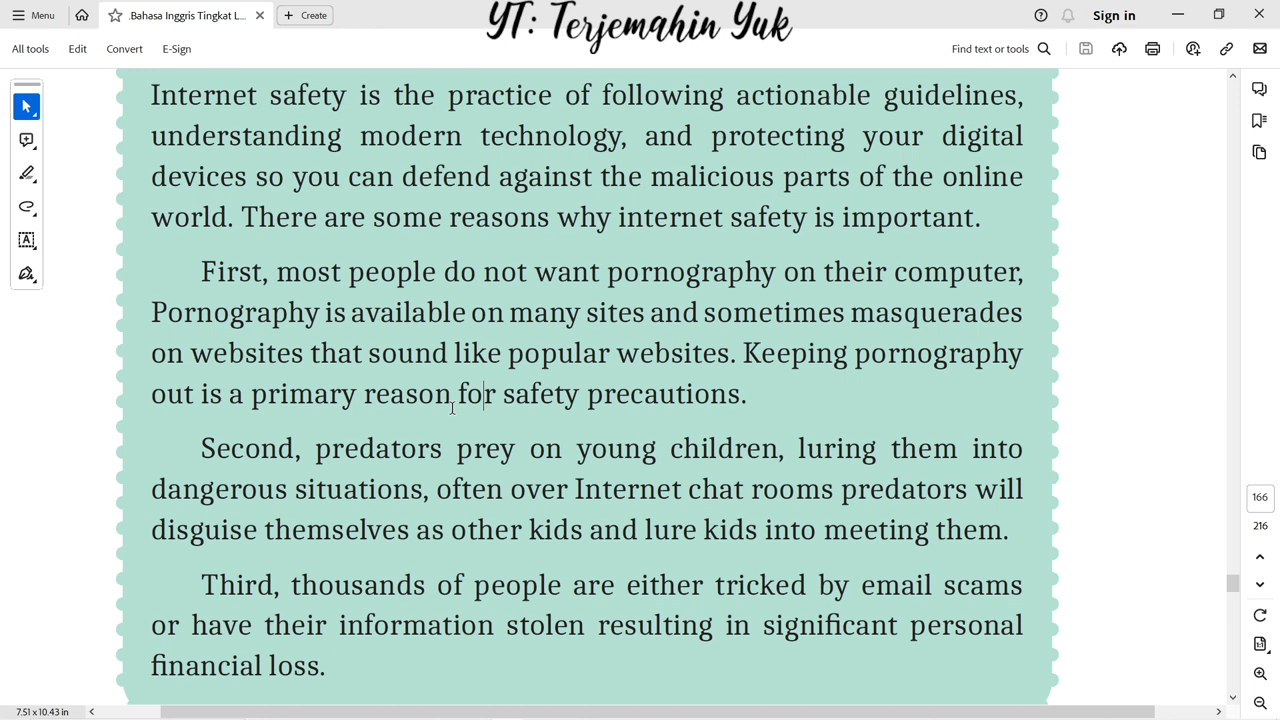 Menu
.Bahasa Inggris Tingkat L...
Create
YT: Terjemahin Yuk
Sign in
All tools
Edit
Convert
E-Sign
Find text or tools
Internet safety is the practice of following actionable guidelines,
understanding modern technology, and protecting your digital
devices so you can defend against the malicious parts of the online
world. There are some reasons why internet safety is important.
First, most people do not want pornography on their computer,
Pornography is available on many sites and sometimes masquerades
on websites that sound like popular websites. Keeping pornography
out is a primary reason for safety precautions.
Second, predators prey on young children, luring them into
dangerous situations, often over Internet chat rooms predators will
disguise themselves as other kids and lure kids into meeting them.
Third, thousands of people are either tricked by email scams
or have their information stolen resulting in significant personal
financial loss.
166
216
7.51 x 10.43 in